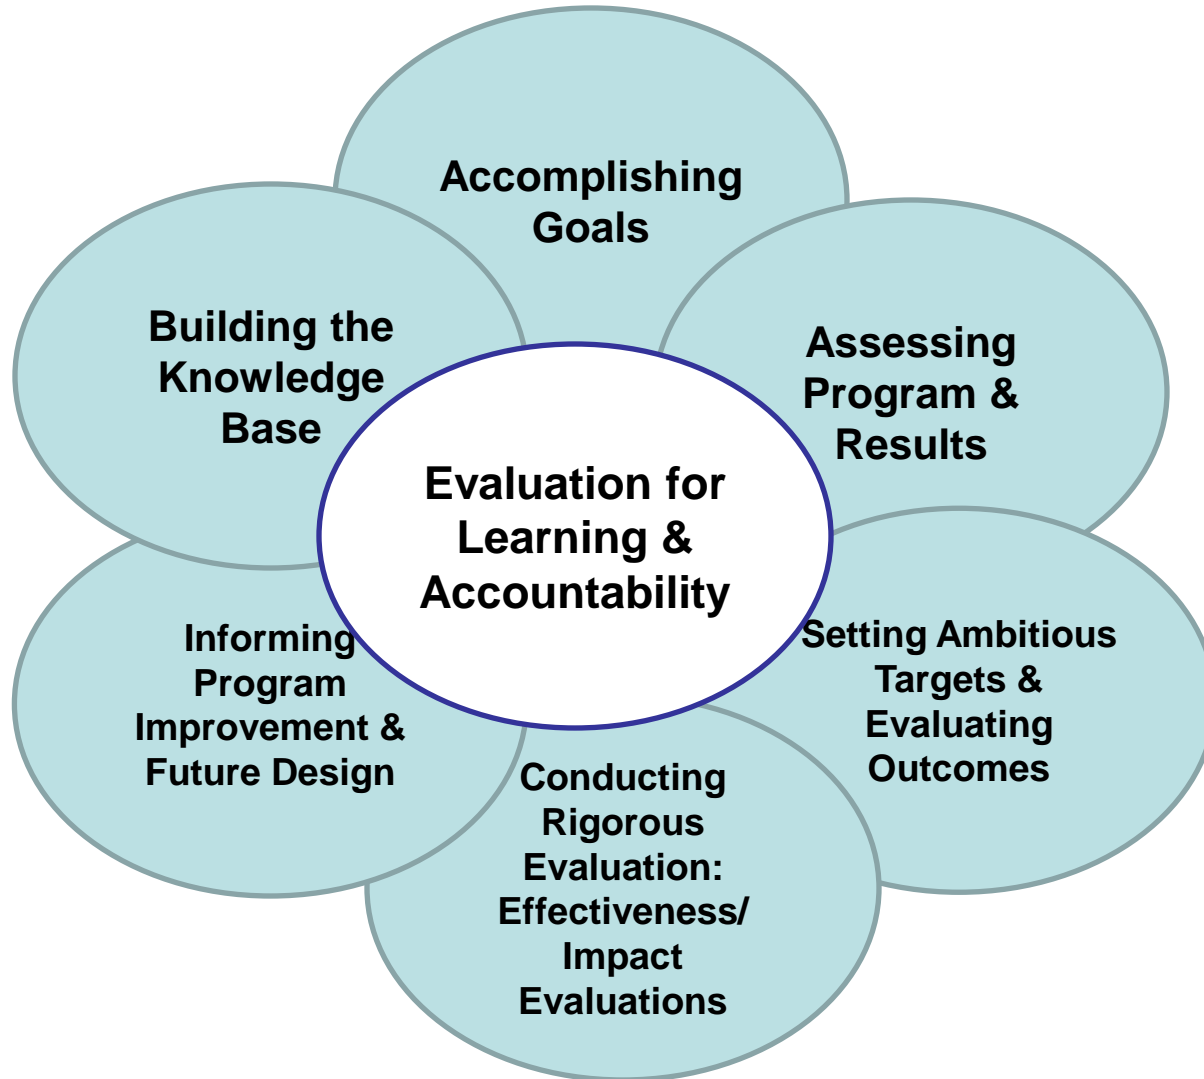 Accomplishing
Goals
Building the
Knowledge
Base
Assessing
Program &
Results
Evaluation for
Learning &
Accountability
Informing
Program
Improvement &
Future Design
Setting Ambitious
Targets &
Evaluating
Outcomes
Conducting
Rigorous
Evaluation:
Effectiveness/
Impact
Evaluations